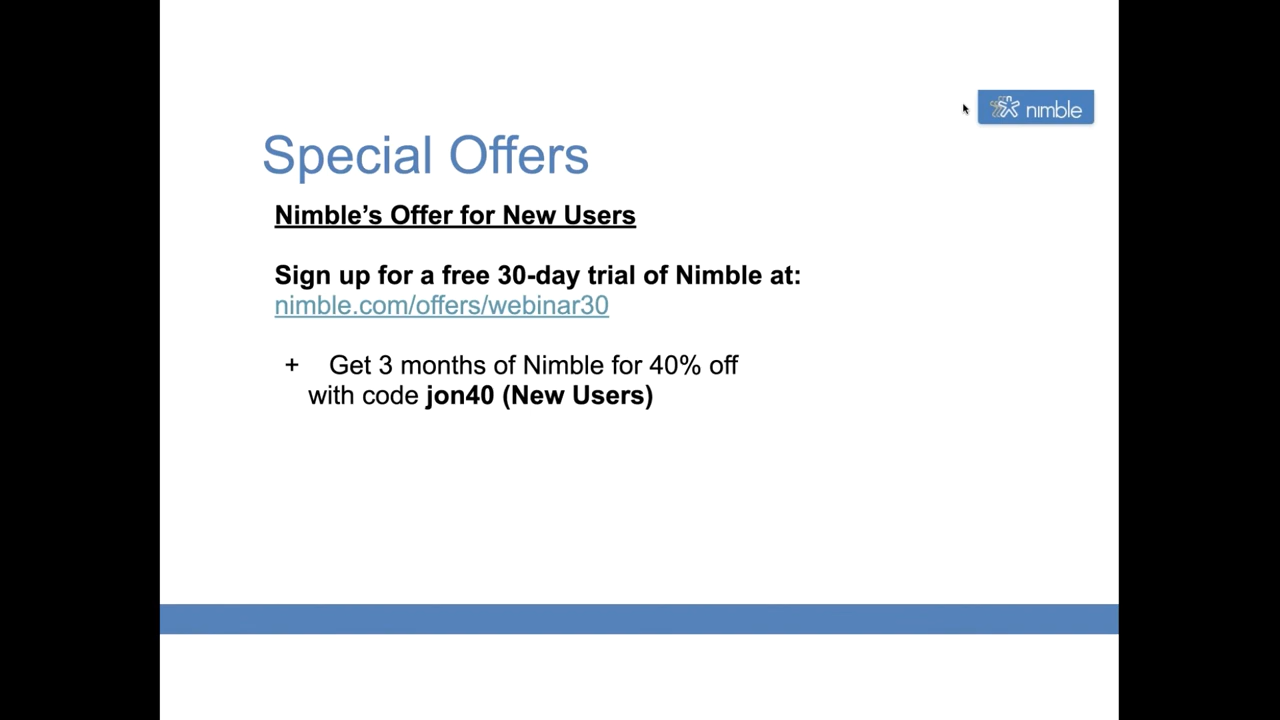 nimble
Special Offers
Nimble’s Offer for New Users
Sign up for a free 30-day trial of Nimble at:
nimble.com/offers/webinar30
+ Get 3 months of Nimble for 40% off
with code jon40 (New Users)